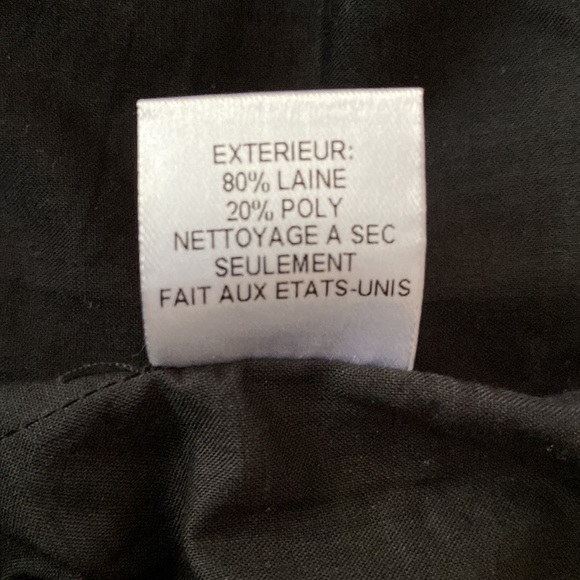 EXTERIEUR:
80% LAINE
20% POLY
NETTOYAGE A SEC
SEULEMENT
FAIT AUX ETATS-UNIS